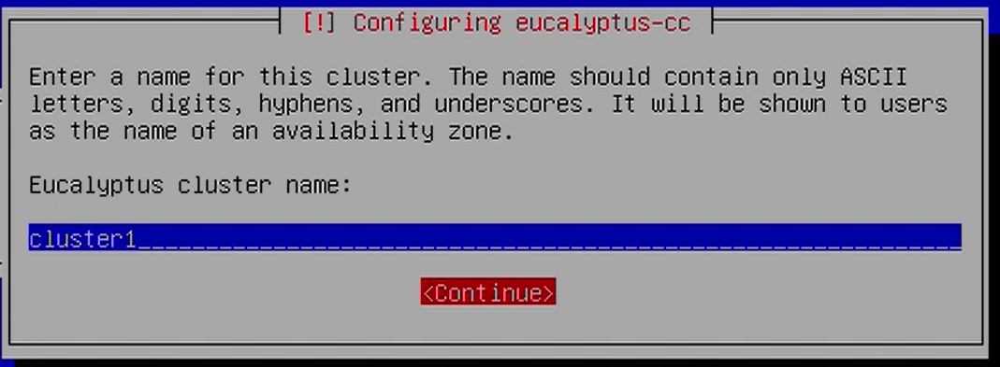 [!] Configuring eucalyptus-cc
Enter a name for this cluster. The name should contain only ASCII
letters, digits, hyphens, and underscores. It will be shown to users
as the name of an availability zone.
Eucalyptus cluster name:
cluster1
<Continue>